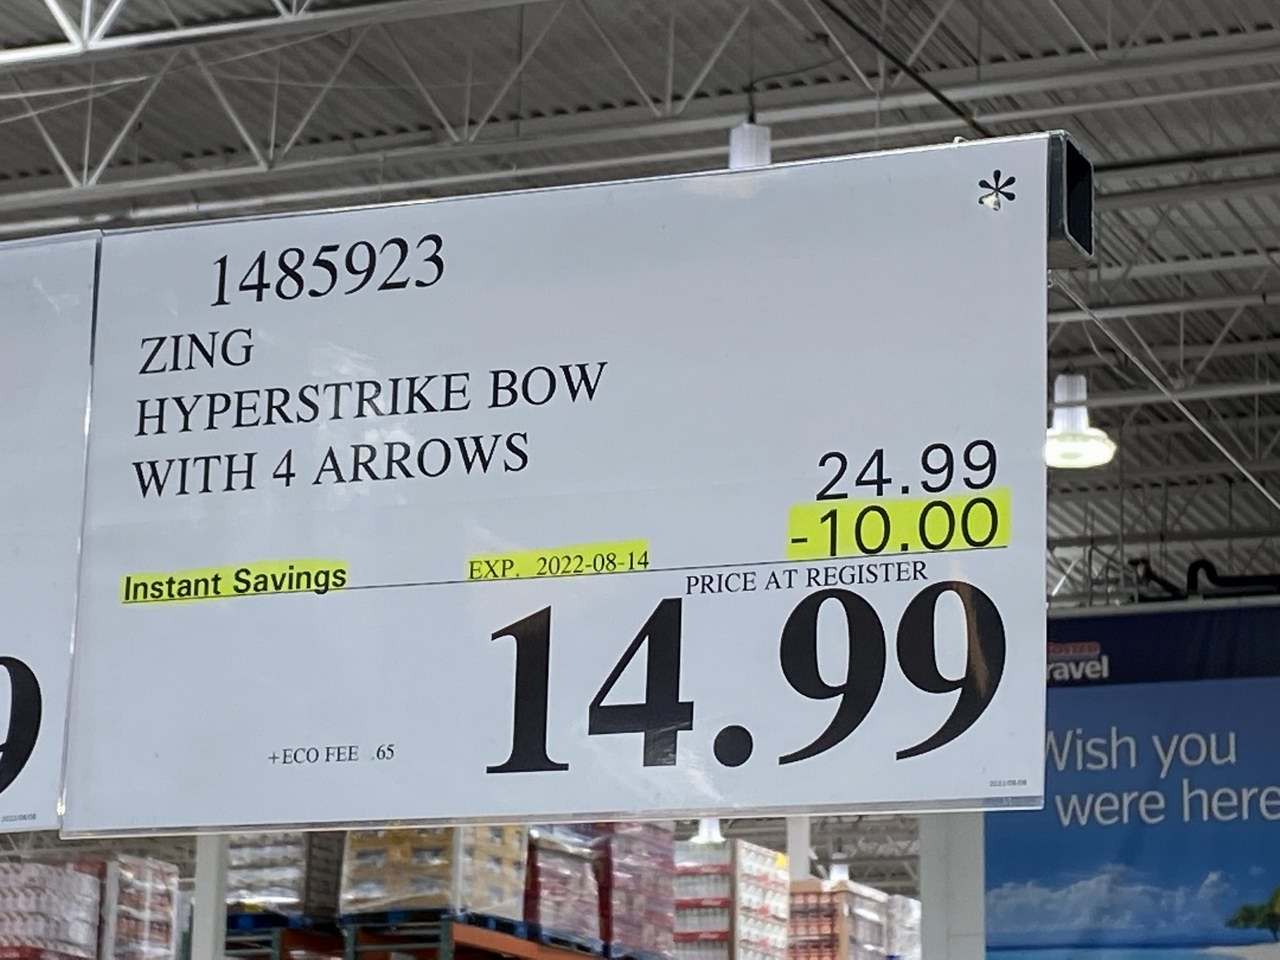 *
1485923
ZING
HYPERSTRIKE BOW
WITH 4 ARROWS
24.99
-10.00
Instant Savings EXP. 2022-08-14
PRICE AT REGISTER
14.99
+ECO FEE .65
9
ravel
Wish you
were here